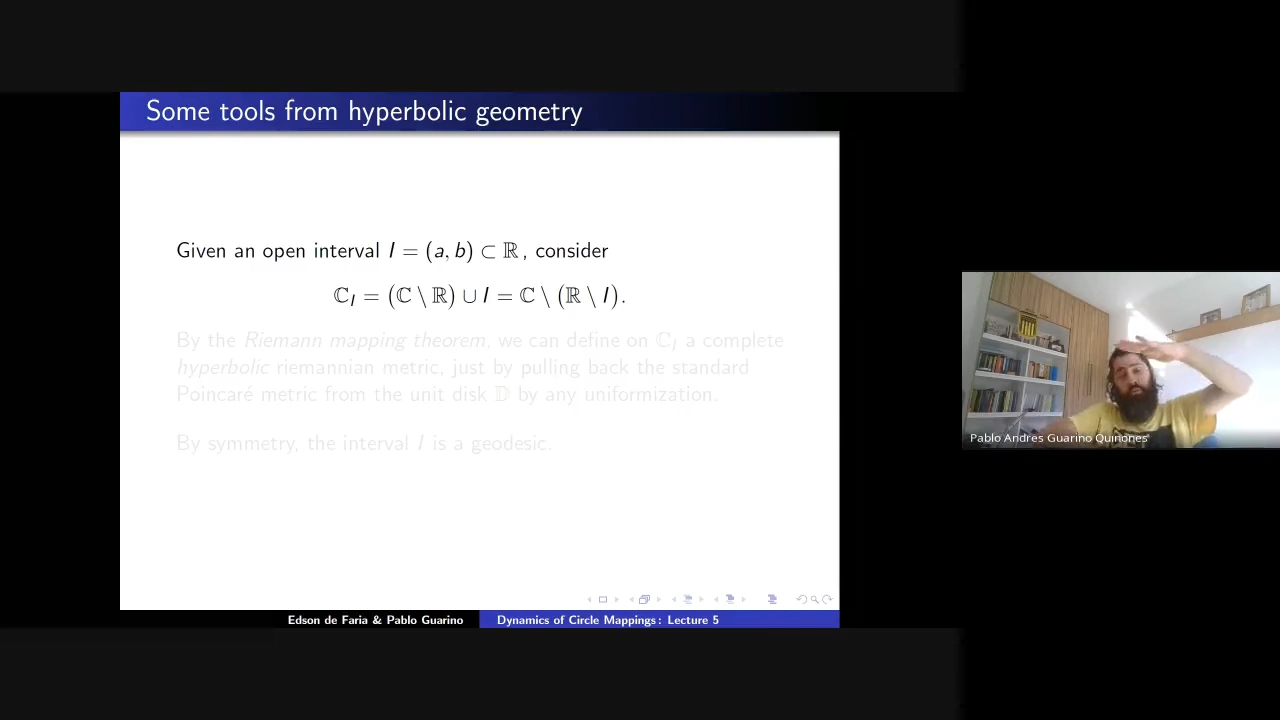 Some tools from hyperbolic geometry
Given an open interval I = (a, b) ⊂ ℝ, consider
ℂ_I = (ℂ \ ℝ) ∪ I = ℂ \ (ℝ \ I).
By the Riemann mapping theorem, we can define on ℂ_I a complete
hyperbolic riemannian metric, just by pulling back the standard
Poincaré metric from the unit disk 𝔻 by any uniformization.
By symmetry, the interval I is a geodesic.
Pablo Andres Guarino Quinones
Edson de Faria & Pablo Guarino
Dynamics of Circle Mappings: Lecture 5